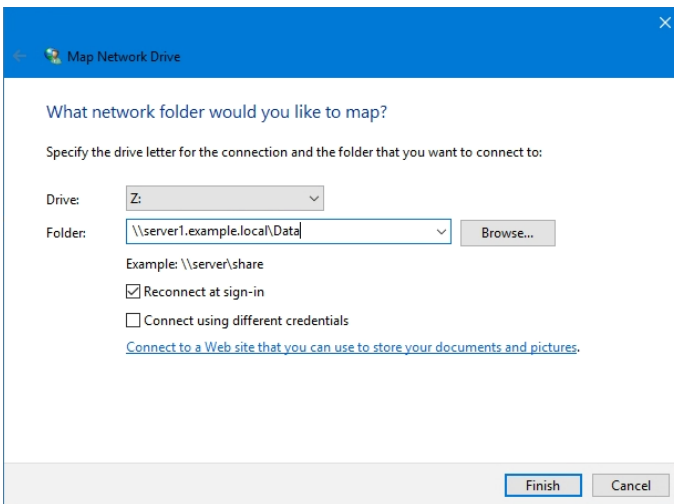 Map Network Drive
What network folder would you like to map?
Specify the drive letter for the connection and the folder that you want to connect to:
Drive: Z:
Folder: \\server1.example.local\Data Browse...
Example: \\server\share
Reconnect at sign-in
Connect using different credentials
Connect to a Web site that you can use to store your documents and pictures.
Finish Cancel